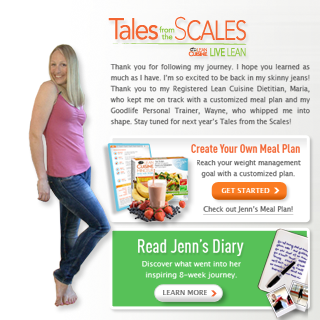 Tales from the SCALES
LEAN CUISINE LIVE LEAN
Thank you for following my journey. I hope you learned as
much as I have. I'm so excited to be back in my skinny jeans!
Thank you to my Registered Lean Cuisine Dietitian, Maria,
who kept me on track with a customized meal plan and my
Goodlife Personal Trainer, Wayne, who whipped me into
shape. Stay tuned for next year's Tales from the Scales!
Create Your Own Meal Plan
Reach your weight management
goal with a customized plan.
GET STARTED
Check out Jenn's Meal Plan!
Read Jenn's Diary
Discover what went into her
inspiring 8-week journey.
LEARN MORE